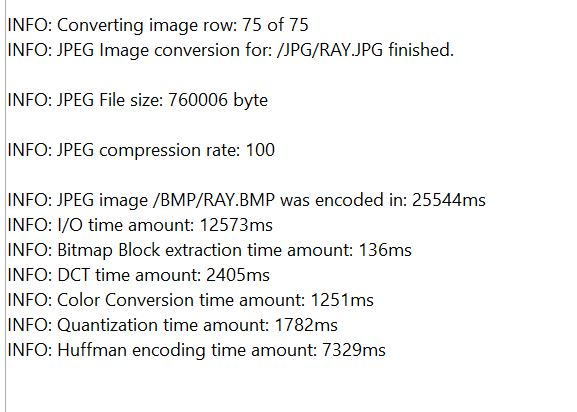 INFO: Converting image row: 75 of 75
INFO: JPEG Image conversion for: /JPG/RAY.JPG finished.
INFO: JPEG File size: 760006 byte
INFO: JPEG compression rate: 100
INFO: JPEG image /BMP/RAY.BMP was encoded in: 25544ms
INFO: I/O time amount: 12573ms
INFO: Bitmap Block extraction time amount: 136ms
INFO: DCT time amount: 2405ms
INFO: Color Conversion time amount: 1251ms
INFO: Quantization time amount: 1782ms
INFO: Huffman encoding time amount: 7329ms